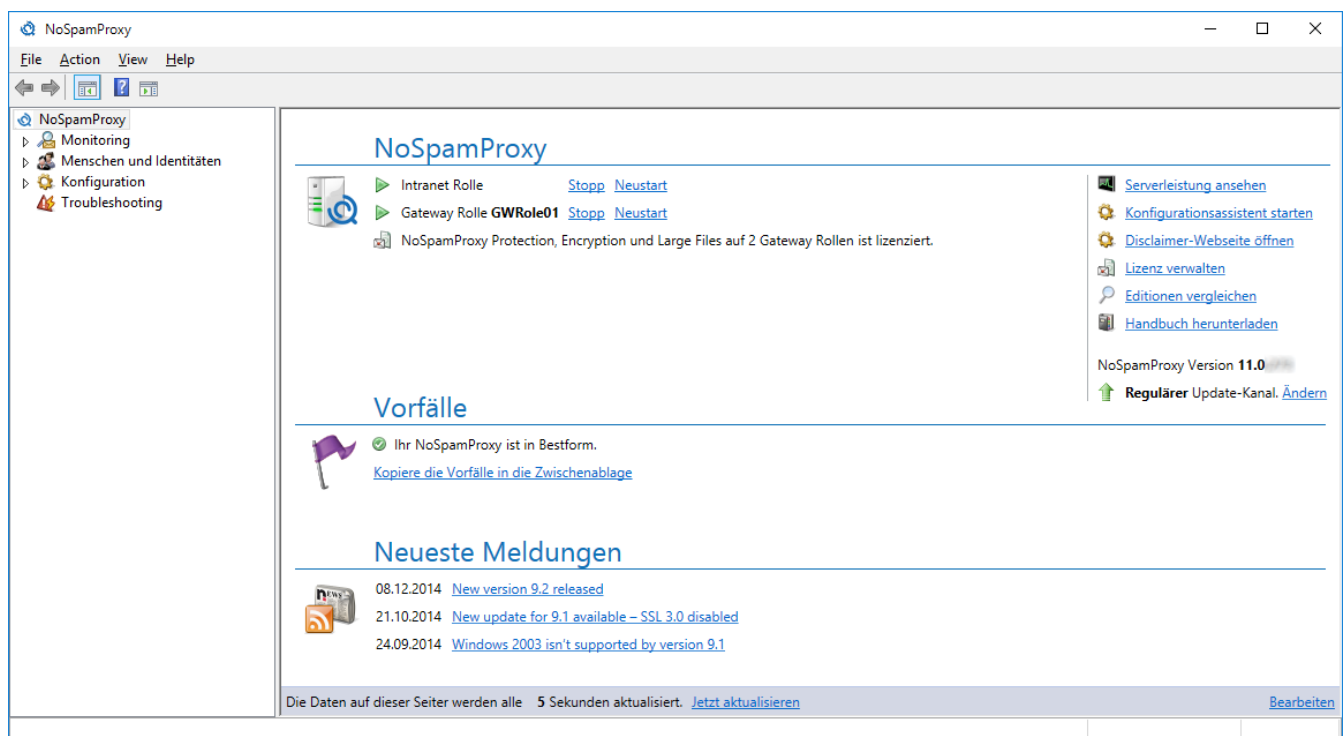 NoSpamProxy
File Action View Help
NoSpamProxy
Monitoring
Menschen und Identitäten
Konfiguration
Troubleshooting
NoSpamProxy
Intranet Rolle Stopp Neustart
Gateway Rolle GWRole01 Stopp Neustart
NoSpamProxy Protection, Encryption und Large Files auf 2 Gateway Rollen ist lizenziert.
Serverleistung ansehen
Konfigurationsassistent starten
Disclaimer-Webseite öffnen
Lizenz verwalten
Editionen vergleichen
Handbuch herunterladen
NoSpamProxy Version 11.0
Regulärer Update-Kanal. Ändern
Vorfälle
Ihr NoSpamProxy ist in Bestform.
Kopiere die Vorfälle in die Zwischenablage
Neueste Meldungen
news
08.12.2014 New version 9.2 released
21.10.2014 New update for 9.1 available – SSL 3.0 disabled
24.09.2014 Windows 2003 isn't supported by version 9.1
Die Daten auf dieser Seiter werden alle 5 Sekunden aktualisiert. Jetzt aktualisieren Bearbeiten